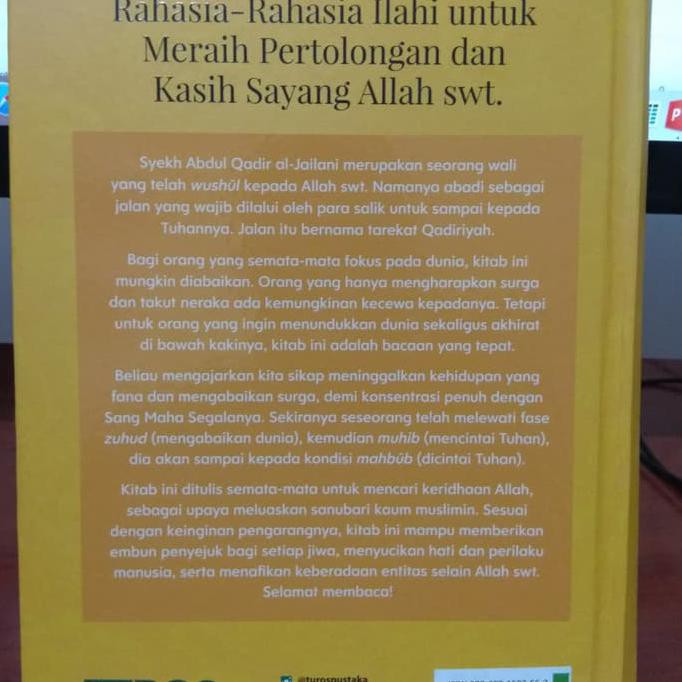 Rahasia-Rahasia Ilahi untuk
Meraih Pertolongan dan
Kasih Sayang Allah swt.
Syekh Abdul Qadir al-Jailani merupakan seorang wali
yang telah wushûl kepada Allah swt. Namanya abadi sebagai
jalan yang wajib dilalui oleh para salik untuk sampai kepada
Tuhannya. Jalan itu bernama tarekat Qadiriyah.
Bagi orang yang semata-mata fokus pada dunia, kitab ini
mungkin diabaikan. Orang yang hanya mengharapkan surga
dan takut neraka ada kemungkinan kecewa kepadanya. Tetapi
untuk orang yang ingin menundukkan dunia sekaligus akhirat
di bawah kakinya, kitab ini adalah bacaan yang tepat.
Beliau mengajarkan kita sikap meninggalkan kehidupan yang
fana dan mengabaikan surga, demi konsentrasi penuh dengan
Sang Maha Segalanya. Sekiranya seseorang telah melewati fase
zuhud (mengabaikan dunia), kemudian muhib (mencintai Tuhan),
dia akan sampai kepada kondisi mahbûb (dicintai Tuhan).
Kitab ini ditulis semata-mata untuk mencari keridhaan Allah,
sebagai upaya meluaskan sanubari kaum muslimin. Sesuai
dengan keinginan pengarangnya, kitab ini mampu memberikan
embun penyejuk bagi setiap jiwa, menyucikan hati dan perilaku
manusia, serta menafikan keberadaan entitas selain Allah swt.
Selamat membaca!
@turospustaka